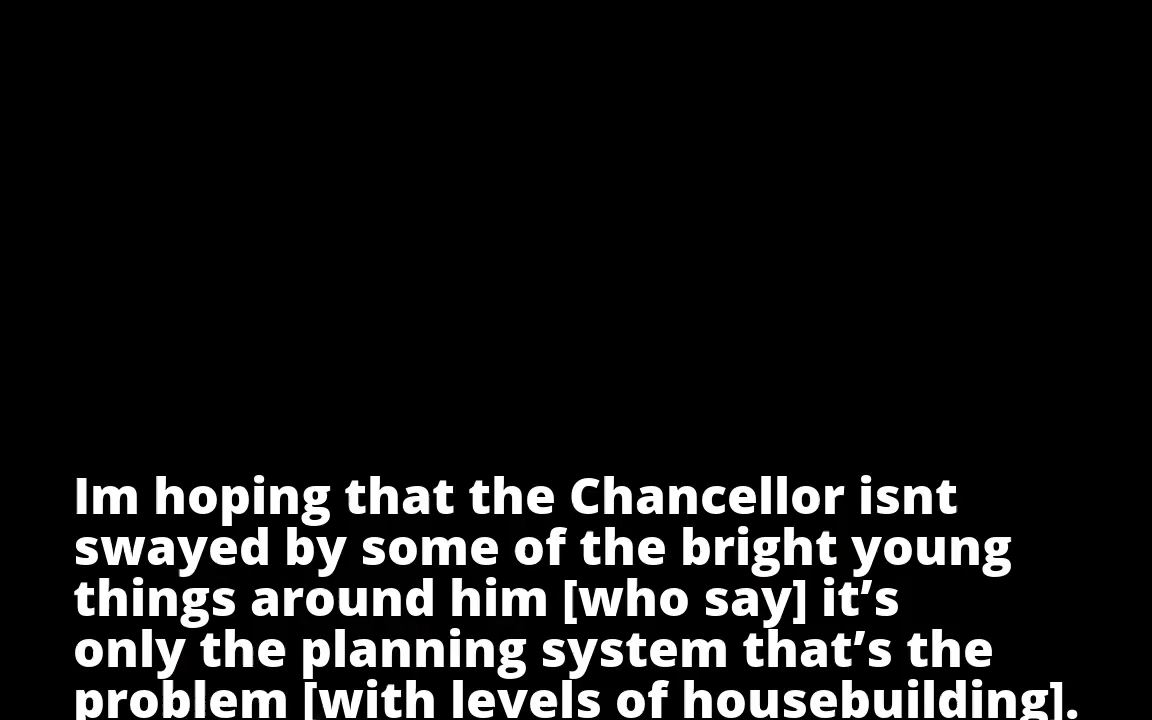 Im hoping that the Chancellor isnt
swayed by some of the bright young
things around him [who say] it’s
only the planning system that’s the
problem [with levels of housebuilding].